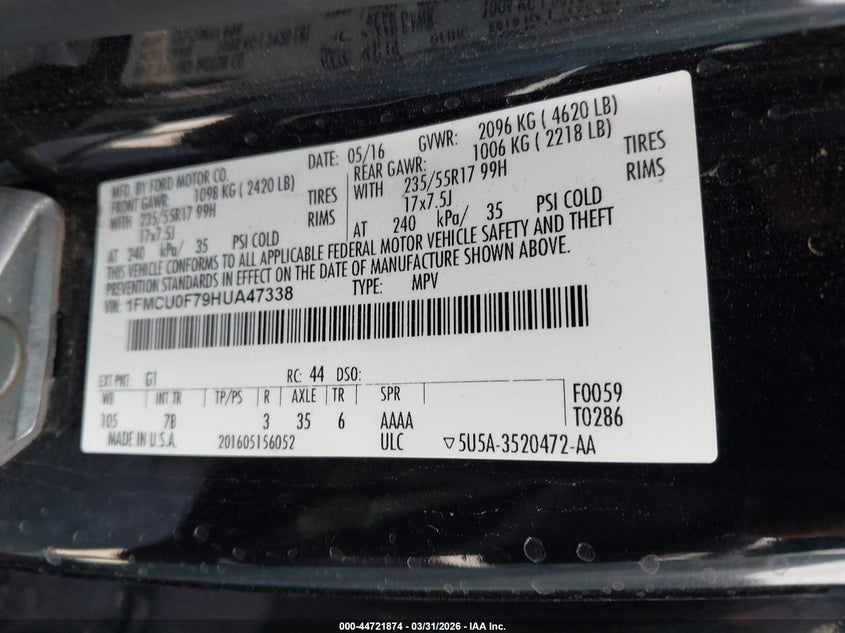 MFD. BY FORD MOTOR CO.
DATE: 05/16 GVWR: 2096 KG ( 4620 LB)
FRONT GAWR: 1098 KG ( 2420 LB)
REAR GAWR: 1006 KG ( 2218 LB)
WITH 235/55R17 99H TIRES
WITH 235/55R17 99H TIRES
17x7.5J RIMS
17x7.5J RIMS
AT 240 kPa/ 35 PSI COLD
AT 240 kPa/ 35 PSI COLD
THIS VEHICLE CONFORMS TO ALL APPLICABLE FEDERAL MOTOR VEHICLE SAFETY AND THEFT
PREVENTION STANDARDS IN EFFECT ON THE DATE OF MANUFACTURE SHOWN ABOVE.
VIN: 1FMCU0F79HUA47338 TYPE: MPV
EXT PNT: G1 RC: 44 DSO:
WB INT TR TP/PS R AXLE TR SPR
105 7B 3 35 6 AAAA
F0059
T0286
MADE IN U.S.A. 201605156052 ULC ▽5U5A-3520472-AA
000-44721874 | 03/31/2026 - IAA Inc.